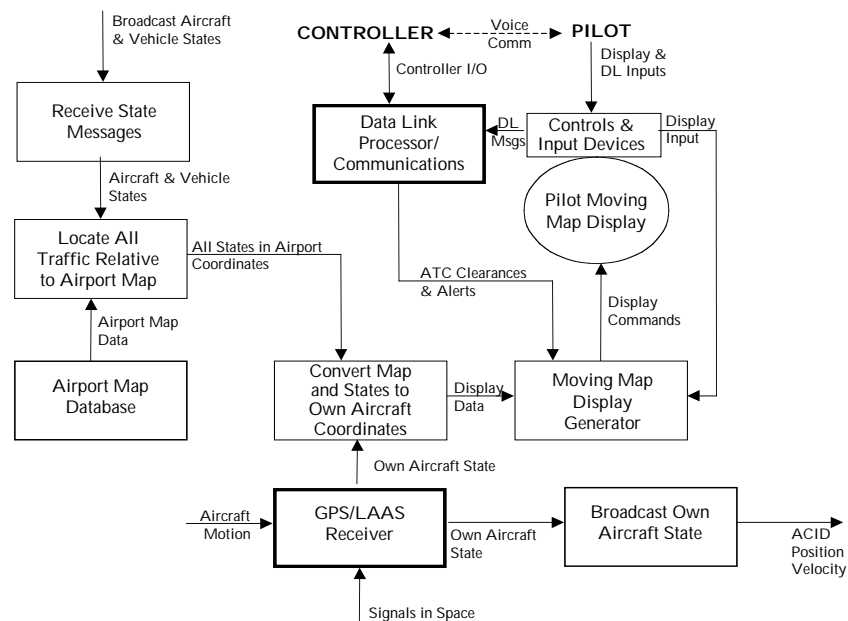 Broadcast Aircraft
& Vehicle States
CONTROLLER
Voice
Comm
PILOT
Controller I/O
Display &
DL Inputs
Receive State
Messages
Data Link
Processor/
Communications
DL
Msgs
Controls &
Input Devices
Display
Input
Aircraft & Vehicle
States
Pilot Moving
Map Display
Locate All
Traffic Relative
to Airport Map
All States in Airport
Coordinates
ATC Clearances
& Alerts
Display
Commands
Airport Map
Data
Airport Map
Database
Convert Map
and States to
Own Aircraft
Coordinates
Display
Data
Moving Map
Display
Generator
Own Aircraft State
Aircraft
Motion
GPS/LAAS
Receiver
Own Aircraft
State
Broadcast Own
Aircraft State
ACID
Position
Velocity
Signals in Space